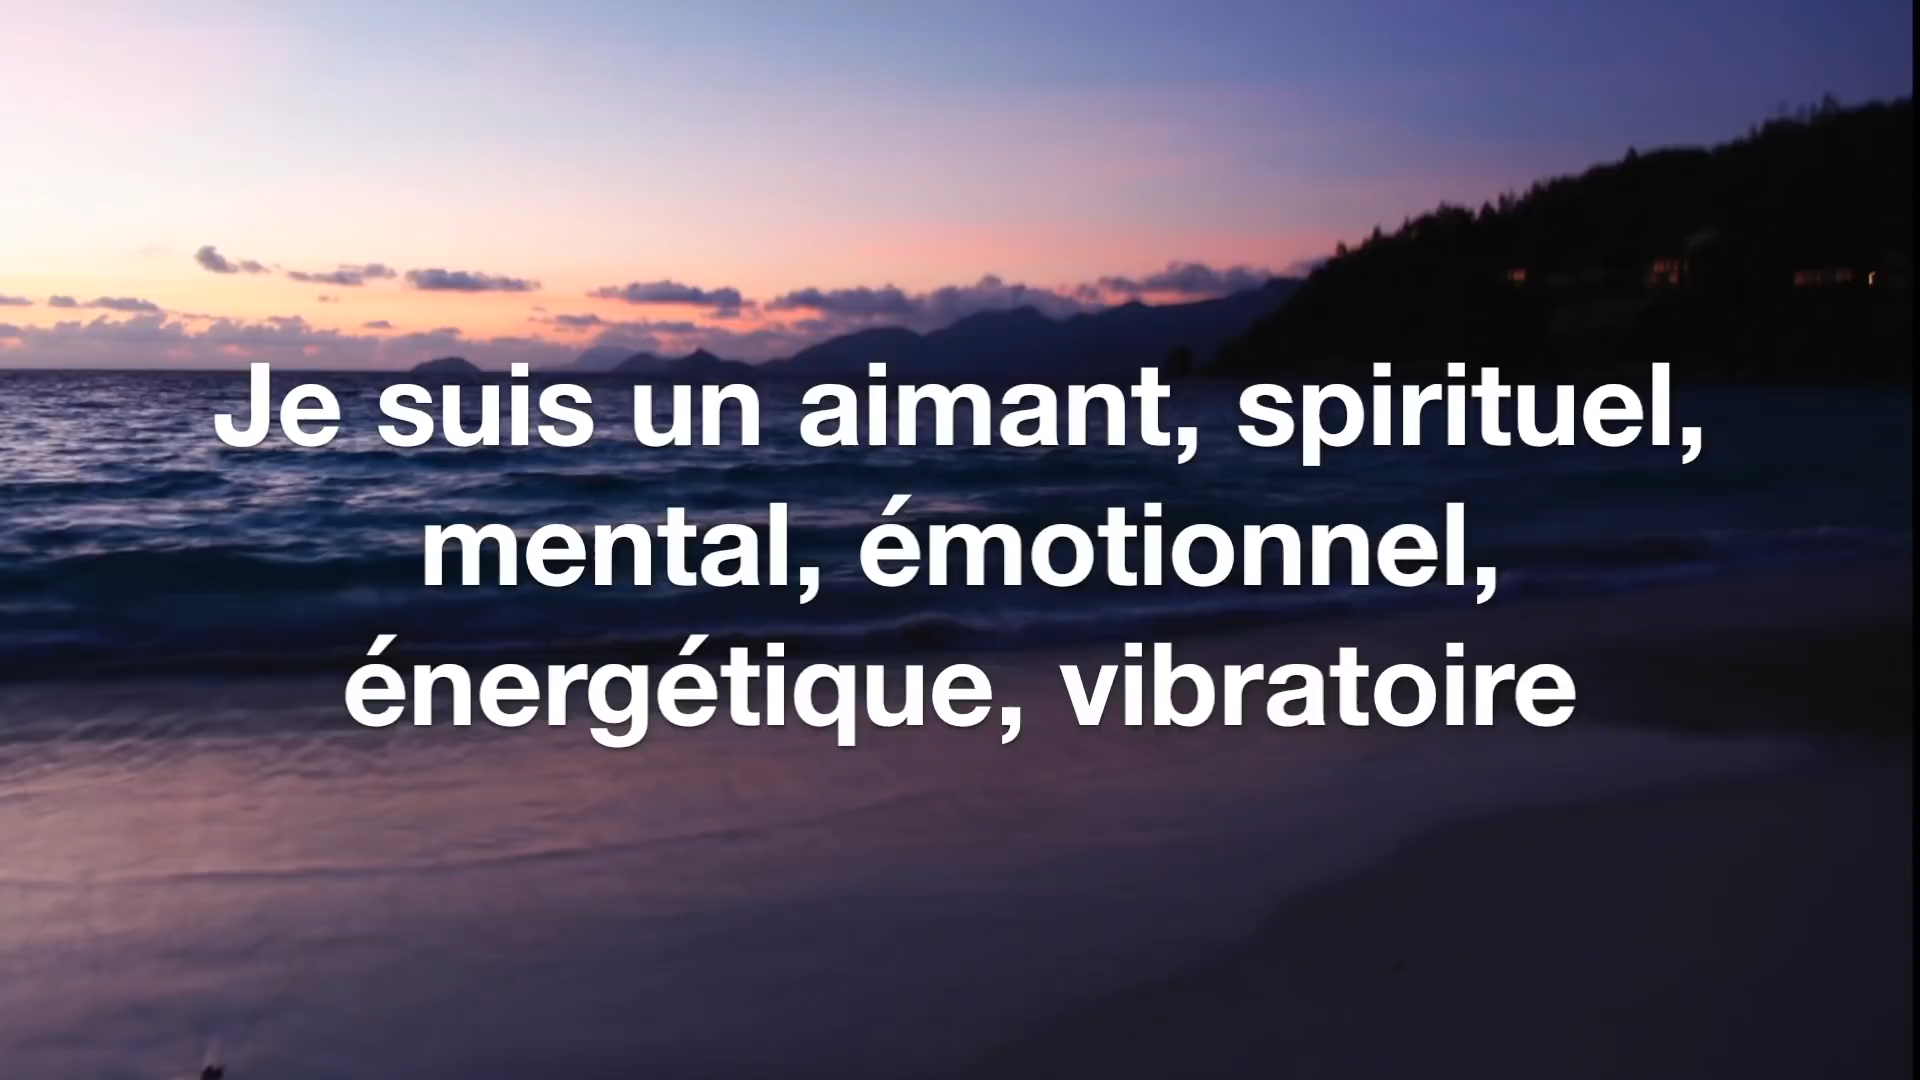 Je suis un aimant, spirituel,
mental, émotionnel,
énergétique, vibratoire